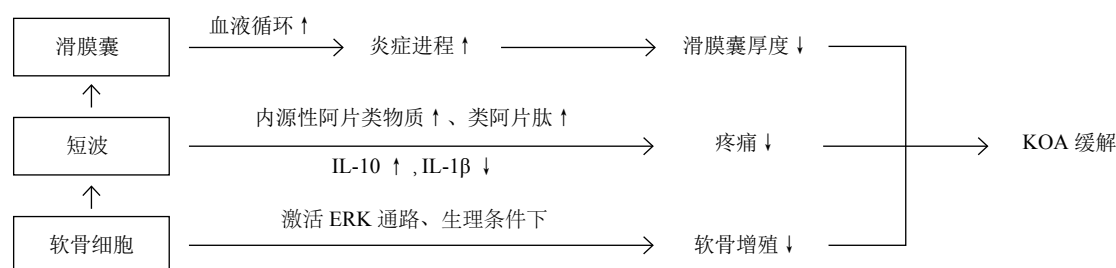 血液循环↑
滑膜囊
炎症进程↑
滑膜囊厚度↓
内源性阿片类物质↑、类阿片肽↑
短波
疼痛↓
KOA 缓解
IL-10 ↑ , IL-1β ↓
激活 ERK 通路、生理条件下
软骨细胞
软骨增殖↓